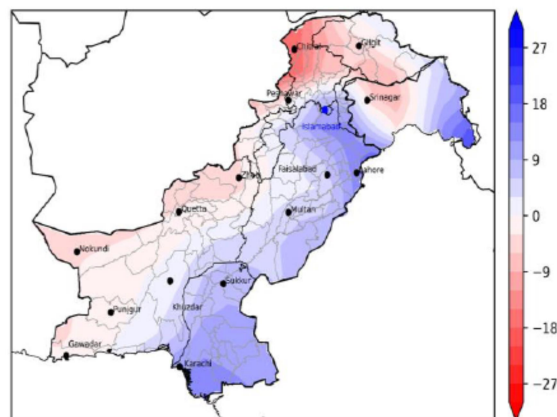 27
Chitral
Gilgit
18
Peshawar
Srinagar
Islamabad
9
Zhob
Faisalabad
Lahore
0
Quetta
Multan
Nokundi
−9
Sukkur
Khuzdar
Panjgur
−18
Gawadar
Karachi
−27